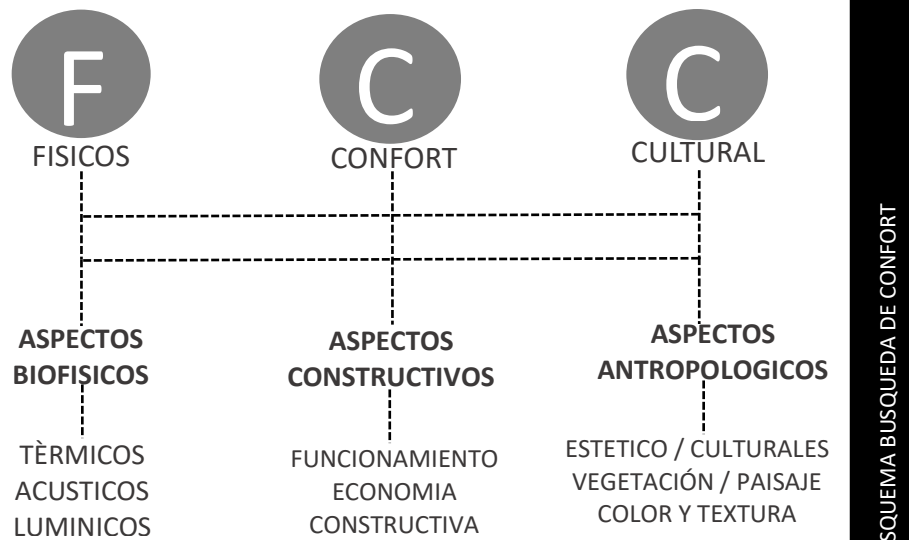 F
FISICOS
ASPECTOS
BIOFISICOS
TÈRMICOS
ACUSTICOS
LUMINICOS
C
CONFORT
ASPECTOS
CONSTRUCTIVOS
FUNCIONAMIENTO
ECONOMIA
CONSTRUCTIVA
C
CULTURAL
ASPECTOS
ANTROPOLOGICOS
ESTETICO / CULTURALES
VEGETACIÓN / PAISAJE
COLOR Y TEXTURA
SQUEMA BUSQUEDA DE CONFORT